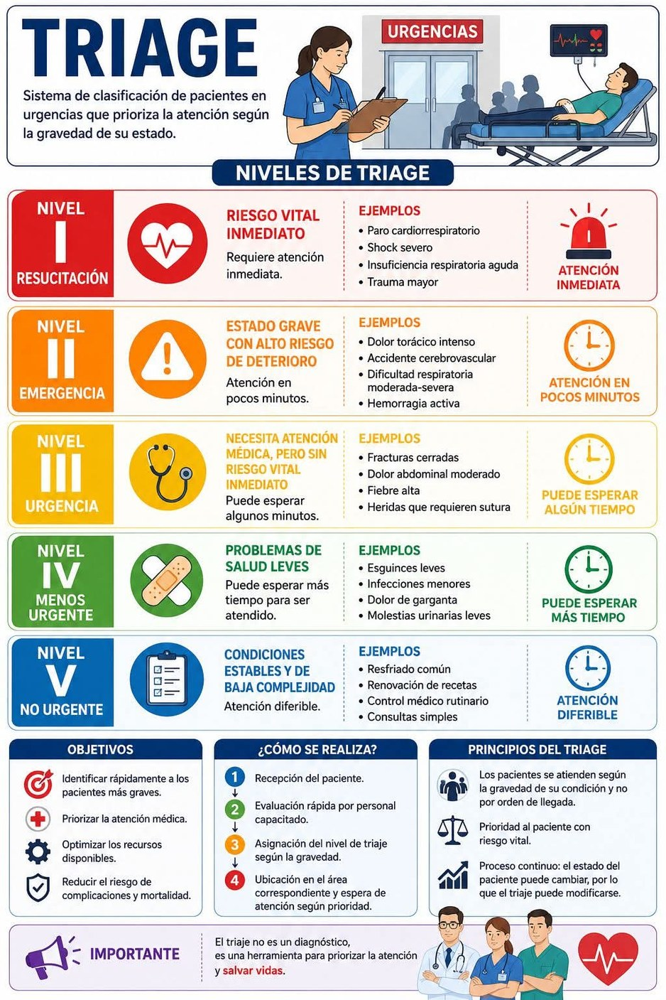 TRIAGE
Sistema de clasificación de pacientes en
urgencias que prioriza la atención según
la gravedad de su estado.
URGENCIAS
NIVELES DE TRIAGE
NIVEL
I
RESUCITACIÓN
RIESGO VITAL
INMEDIATO
Requiere atención
inmediata.
EJEMPLOS
• Paro cardiorrespiratorio
• Shock severo
• Insuficiencia respiratoria aguda
• Trauma mayor
ATENCIÓN
INMEDIATA
NIVEL
II
EMERGENCIA
ESTADO GRAVE
CON ALTO RIESGO
DE DETERIORO
Atención en
pocos minutos.
EJEMPLOS
• Dolor torácico intenso
• Accidente cerebrovascular
• Dificultad respiratoria
moderada-severa
• Hemorragia activa
ATENCIÓN EN
POCOS MINUTOS
NIVEL
III
URGENCIA
NECESITA ATENCIÓN
MÉDICA, PERO SIN
RIESGO VITAL
INMEDIATO
Puede esperar
algunos minutos.
EJEMPLOS
• Fracturas cerradas
• Dolor abdominal moderado
• Fiebre alta
• Heridas que requieren sutura
PUEDE ESPERAR
ALGÚN TIEMPO
NIVEL
IV
MENOS
URGENTE
PROBLEMAS DE
SALUD LEVES
Puede esperar más
tiempo para ser
atendido.
EJEMPLOS
• Esguinces leves
• Infecciones menores
• Dolor de garganta
• Molestias urinarias leves
PUEDE ESPERAR
MÁS TIEMPO
NIVEL
V
NO URGENTE
CONDICIONES
ESTABLES Y DE
BAJA COMPLEJIDAD
Atención diferible.
EJEMPLOS
• Resfriado común
• Renovación de recetas
• Control médico rutinario
• Consultas simples
ATENCIÓN
DIFERIBLE
OBJETIVOS
Identificar rápidamente a los
pacientes más graves.
Priorizar la atención médica.
Optimizar los recursos
disponibles.
Reducir el riesgo de
complicaciones y mortalidad.
¿CÓMO SE REALIZA?
1 Recepción del paciente.
2 Evaluación rápida por personal
capacitado.
3 Asignación del nivel de triaje
según la gravedad.
4 Ubicación en el área
correspondiente y espera de
atención según prioridad.
PRINCIPIOS DEL TRIAGE
Los pacientes se atienden según
la gravedad de su condición y no
por orden de llegada.
Prioridad al paciente con
riesgo vital.
Proceso continuo: el estado del
paciente puede cambiar, por lo
que el triaje puede modificarse.
IMPORTANTE
El triaje no es un diagnóstico,
es una herramienta para priorizar la atención
y salvar vidas.